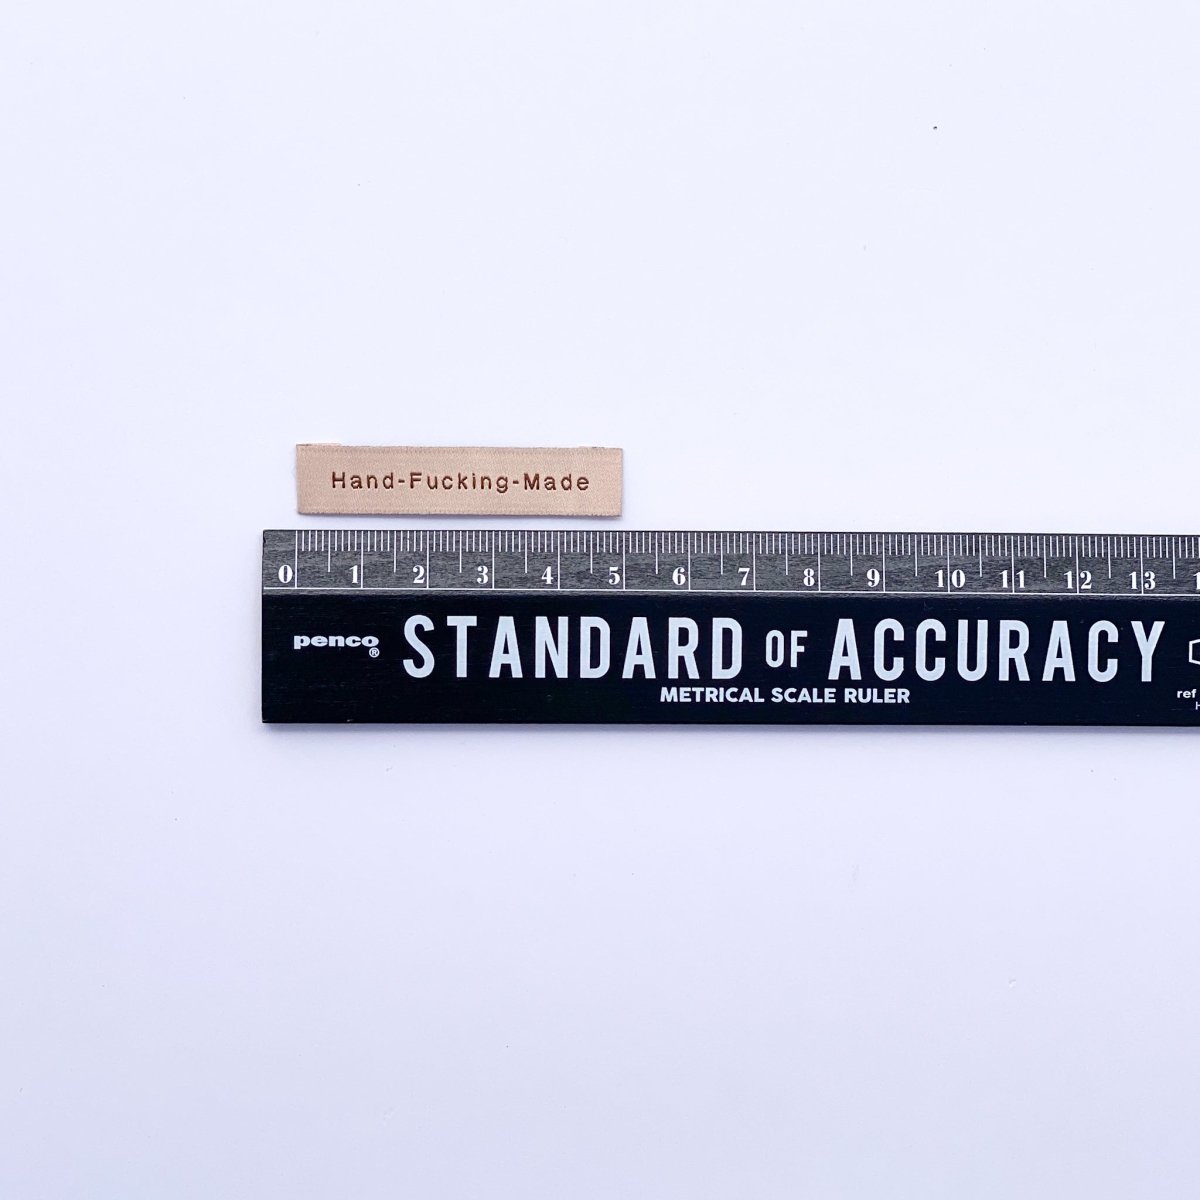 Hand-Fucking-Made
0 1 2 3 4 5 6 7 8 9 10 11 12 13
penco® STANDARD OF ACCURACY
METRICAL SCALE RULER
ref